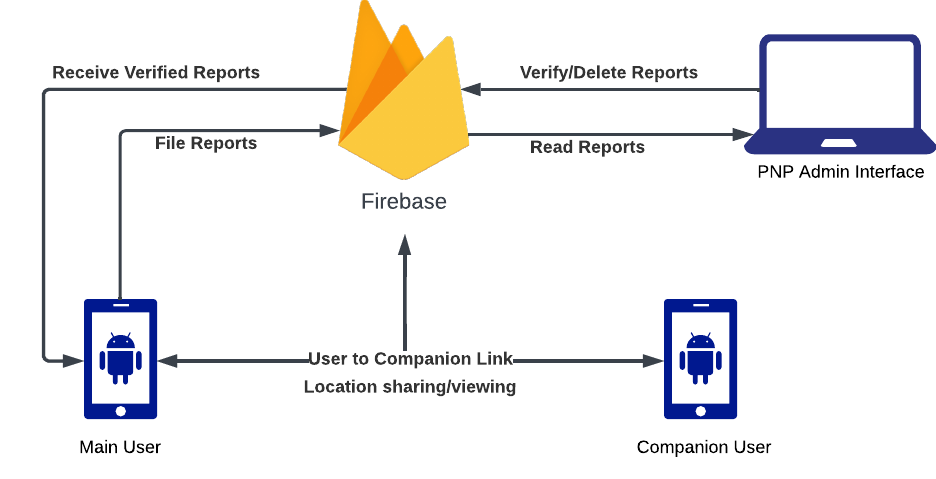 Receive Verified Reports
Verify/Delete Reports
File Reports
Read Reports
PNP Admin Interface
Firebase
User to Companion Link
Location sharing/viewing
Main User
Companion User